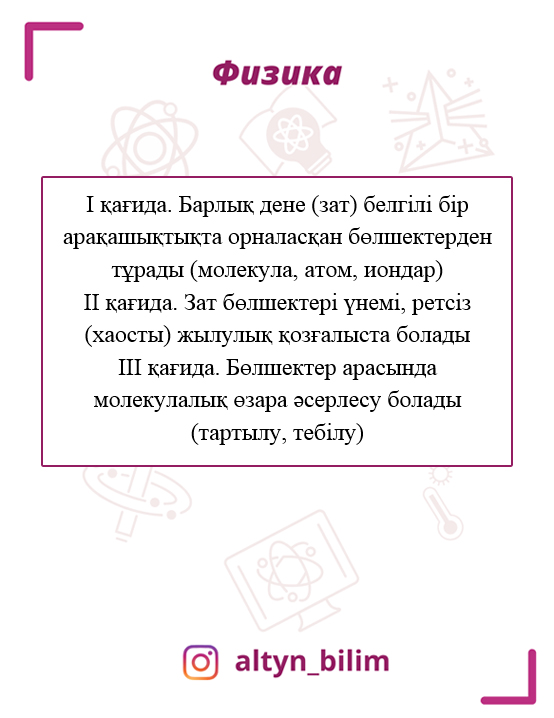 Физика
I қағида. Барлық дене (зат) белгілі бір
арақашықтықта орналасқан бөлшектерден
тұрады (молекула, атом, иондар)
II қағида. Зат бөлшектері үнемі, ретсіз
(хаосты) жылулық қозғалыста болады
III қағида. Бөлшектер арасында
молекулалық өзара әсерлесу болады
(тартылу, тебілу)
altyn_bilim